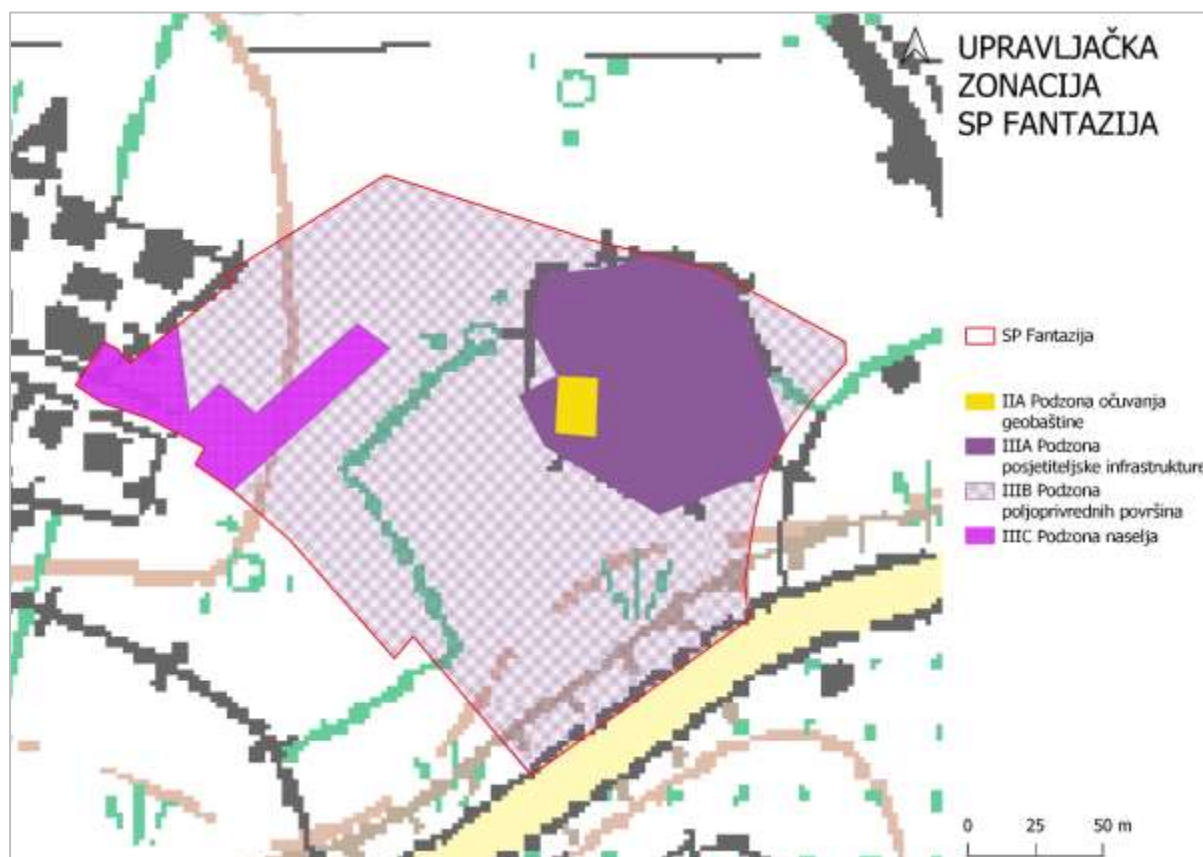 UPRAVLJAČKA
ZONACIJA
SP FANTAZIJA
SP Fantazija
IIA Podzona očuvanja
geobaštine
IIIA Podzona
posjetiteljske infrastrukture
IIIB Podzona
poljoprivrednih površina
IIIC Podzona naselja
0 25 50 m